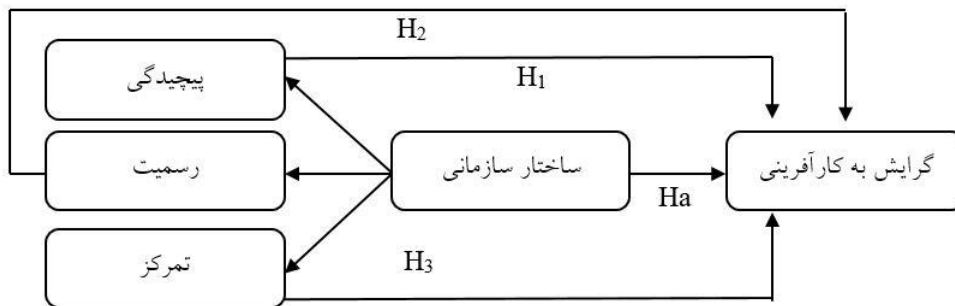 H₂
پیچیدگی
H₁
رسمیت
ساختار سازمانی
گرایش به کارآفرینی
Ha
تمرکز
H₃